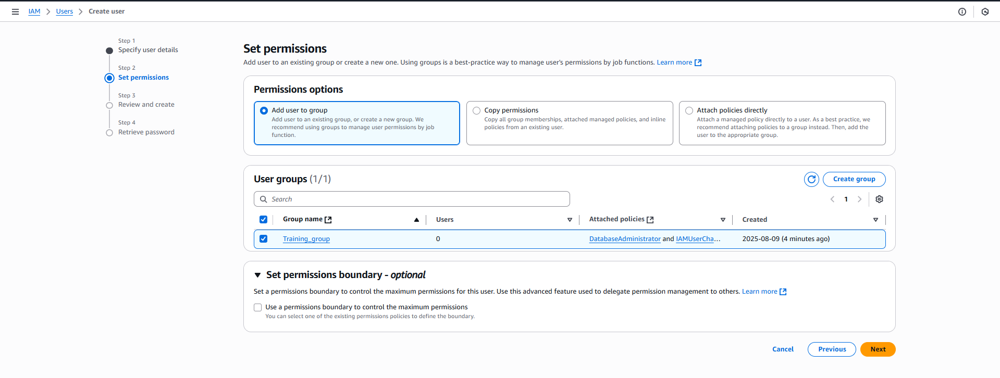 IAM > Users > Create user
Step 1
Specify user details
Step 2
Set permissions
Step 3
Review and create
Step 4
Retrieve password
Set permissions
Add user to an existing group or create a new one. Using groups is a best-practice way to manage user's permissions by job functions. Learn more
Permissions options
Add user to group
Add user to an existing group, or create a new group. We
recommend using groups to manage user permissions by job
function.
Copy permissions
Copy all group memberships, attached managed policies, and inline
policies from an existing user.
Attach policies directly
Attach a managed policy directly to a user. As a best practice, we
recommend attaching policies to a group instead. Then, add the
user to the appropriate group.
User groups (1/1)
Create group
Search
1
Group name Users Attached policies Created
Training_group 0 DatabaseAdministrator and IAMUserCha... 2025-08-09 (4 minutes ago)
Set permissions boundary - optional
Set a permissions boundary to control the maximum permissions for this user. Use this advanced feature used to delegate permission management to others. Learn more
Use a permissions boundary to control the maximum permissions
You can select one of the existing permissions policies to define the boundary.
Cancel Previous Next